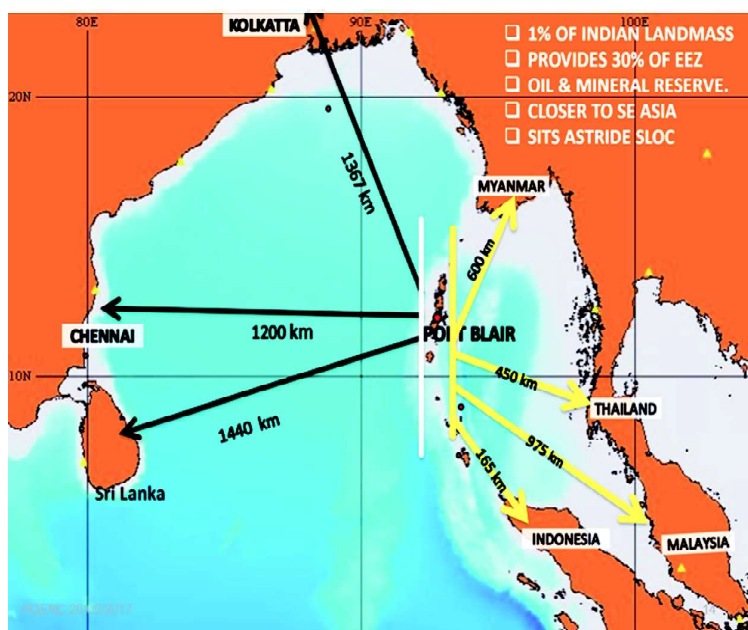 KOLKATTA
80E
90E
100E
❑ 1% OF INDIAN LANDMASS
❑ PROVIDES 30% OF EEZ
❑ OIL & MINERAL RESERVE.
❑ CLOSER TO SE ASIA
❑ SITS ASTRIDE SLOC
20N
1367 km
MYANMAR
600 km
1200 km
PORT BLAIR
CHENNAI
10N
450 km
THAILAND
1440 km
975 km
165 km
Sri Lanka
INDONESIA
MALAYSIA
14